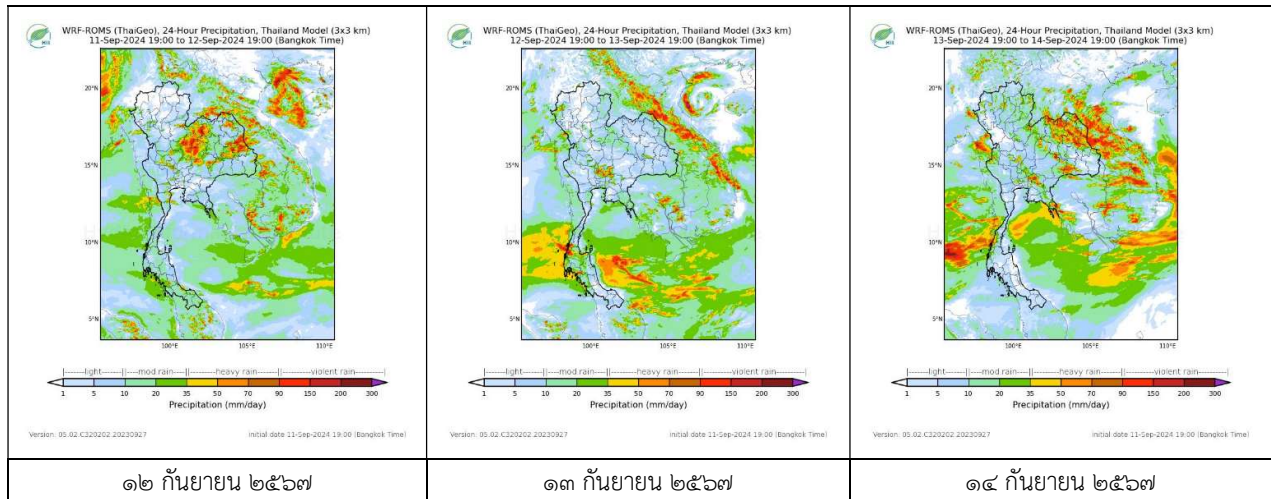 WRF-ROMS (ThaiGeo), 24-Hour Precipitation, Thailand Model (3x3 km)
11-Sep-2024 19:00 to 12-Sep-2024 19:00 (Bangkok Time)
20°N
15°N
10°N
5°N
100°E
105°E
110°E
|--------light--------||----mod rain----||---------heavy rain---------||----------violent rain---------|
1 5 10 20 35 50 70 90 150 200 300
Precipitation (mm/day)
Version: 05.02.C320202.20230927
initial date 11-Sep-2024 19:00 (Bangkok Time)
๑๒ กันยายน ๒๕๖๗
WRF-ROMS (ThaiGeo), 24-Hour Precipitation, Thailand Model (3x3 km)
12-Sep-2024 19:00 to 13-Sep-2024 19:00 (Bangkok Time)
20°N
15°N
10°N
5°N
100°E
105°E
110°E
|--------light--------||----mod rain----||---------heavy rain---------||----------violent rain---------|
1 5 10 20 35 50 70 90 150 200 300
Precipitation (mm/day)
Version: 05.02.C320202.20230927
initial date 11-Sep-2024 19:00 (Bangkok Time)
๑๓ กันยายน ๒๕๖๗
WRF-ROMS (ThaiGeo), 24-Hour Precipitation, Thailand Model (3x3 km)
13-Sep-2024 19:00 to 14-Sep-2024 19:00 (Bangkok Time)
20°N
15°N
10°N
5°N
100°E
105°E
110°E
|--------light--------||----mod rain----||---------heavy rain---------||----------violent rain---------|
1 5 10 20 35 50 70 90 150 200 300
Precipitation (mm/day)
Version: 05.02.C320202.20230927
initial date 11-Sep-2024 19:00 (Bangkok Time)
๑๔ กันยายน ๒๕๖๗